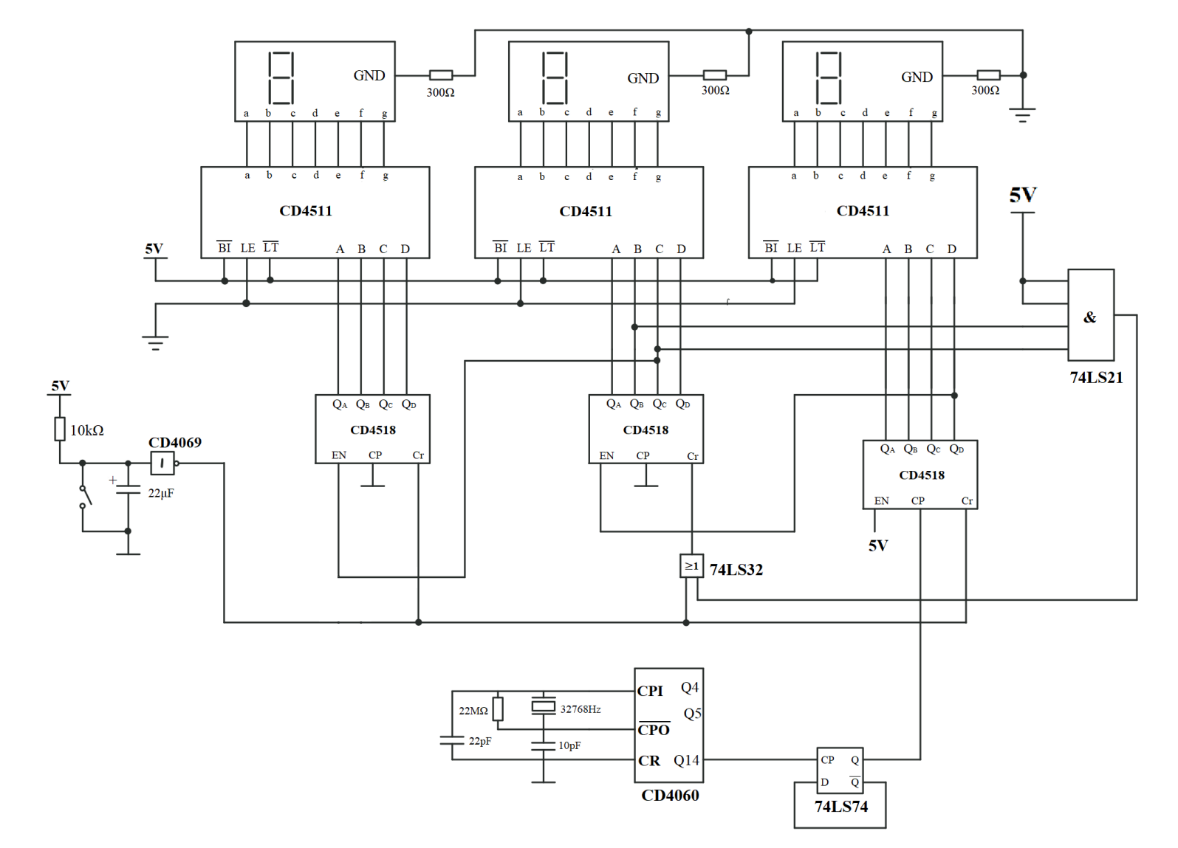 GND
300Ω
a b c d e f g
GND
300Ω
a b c d e f g
GND
300Ω
a b c d e f g
a b c d e f g
CD4511
BI LE LT
A B C D
a b c d e f g
CD4511
BI LE LT
A B C D
a b c d e f g
CD4511
BI LE LT
A B C D
5V
5V
&
74LS21
5V
10kΩ
CD4069
1
+
22μF
QA QB QC QD
CD4518
EN CP Cr
QA QB QC QD
CD4518
EN CP Cr
QA QB QC QD
CD4518
EN CP Cr
5V
≥1
74LS32
CPI Q4
22MΩ
32768Hz
Q5
CPO
22pF
10pF
CR Q14
CD4060
CP Q
D Q
74LS74